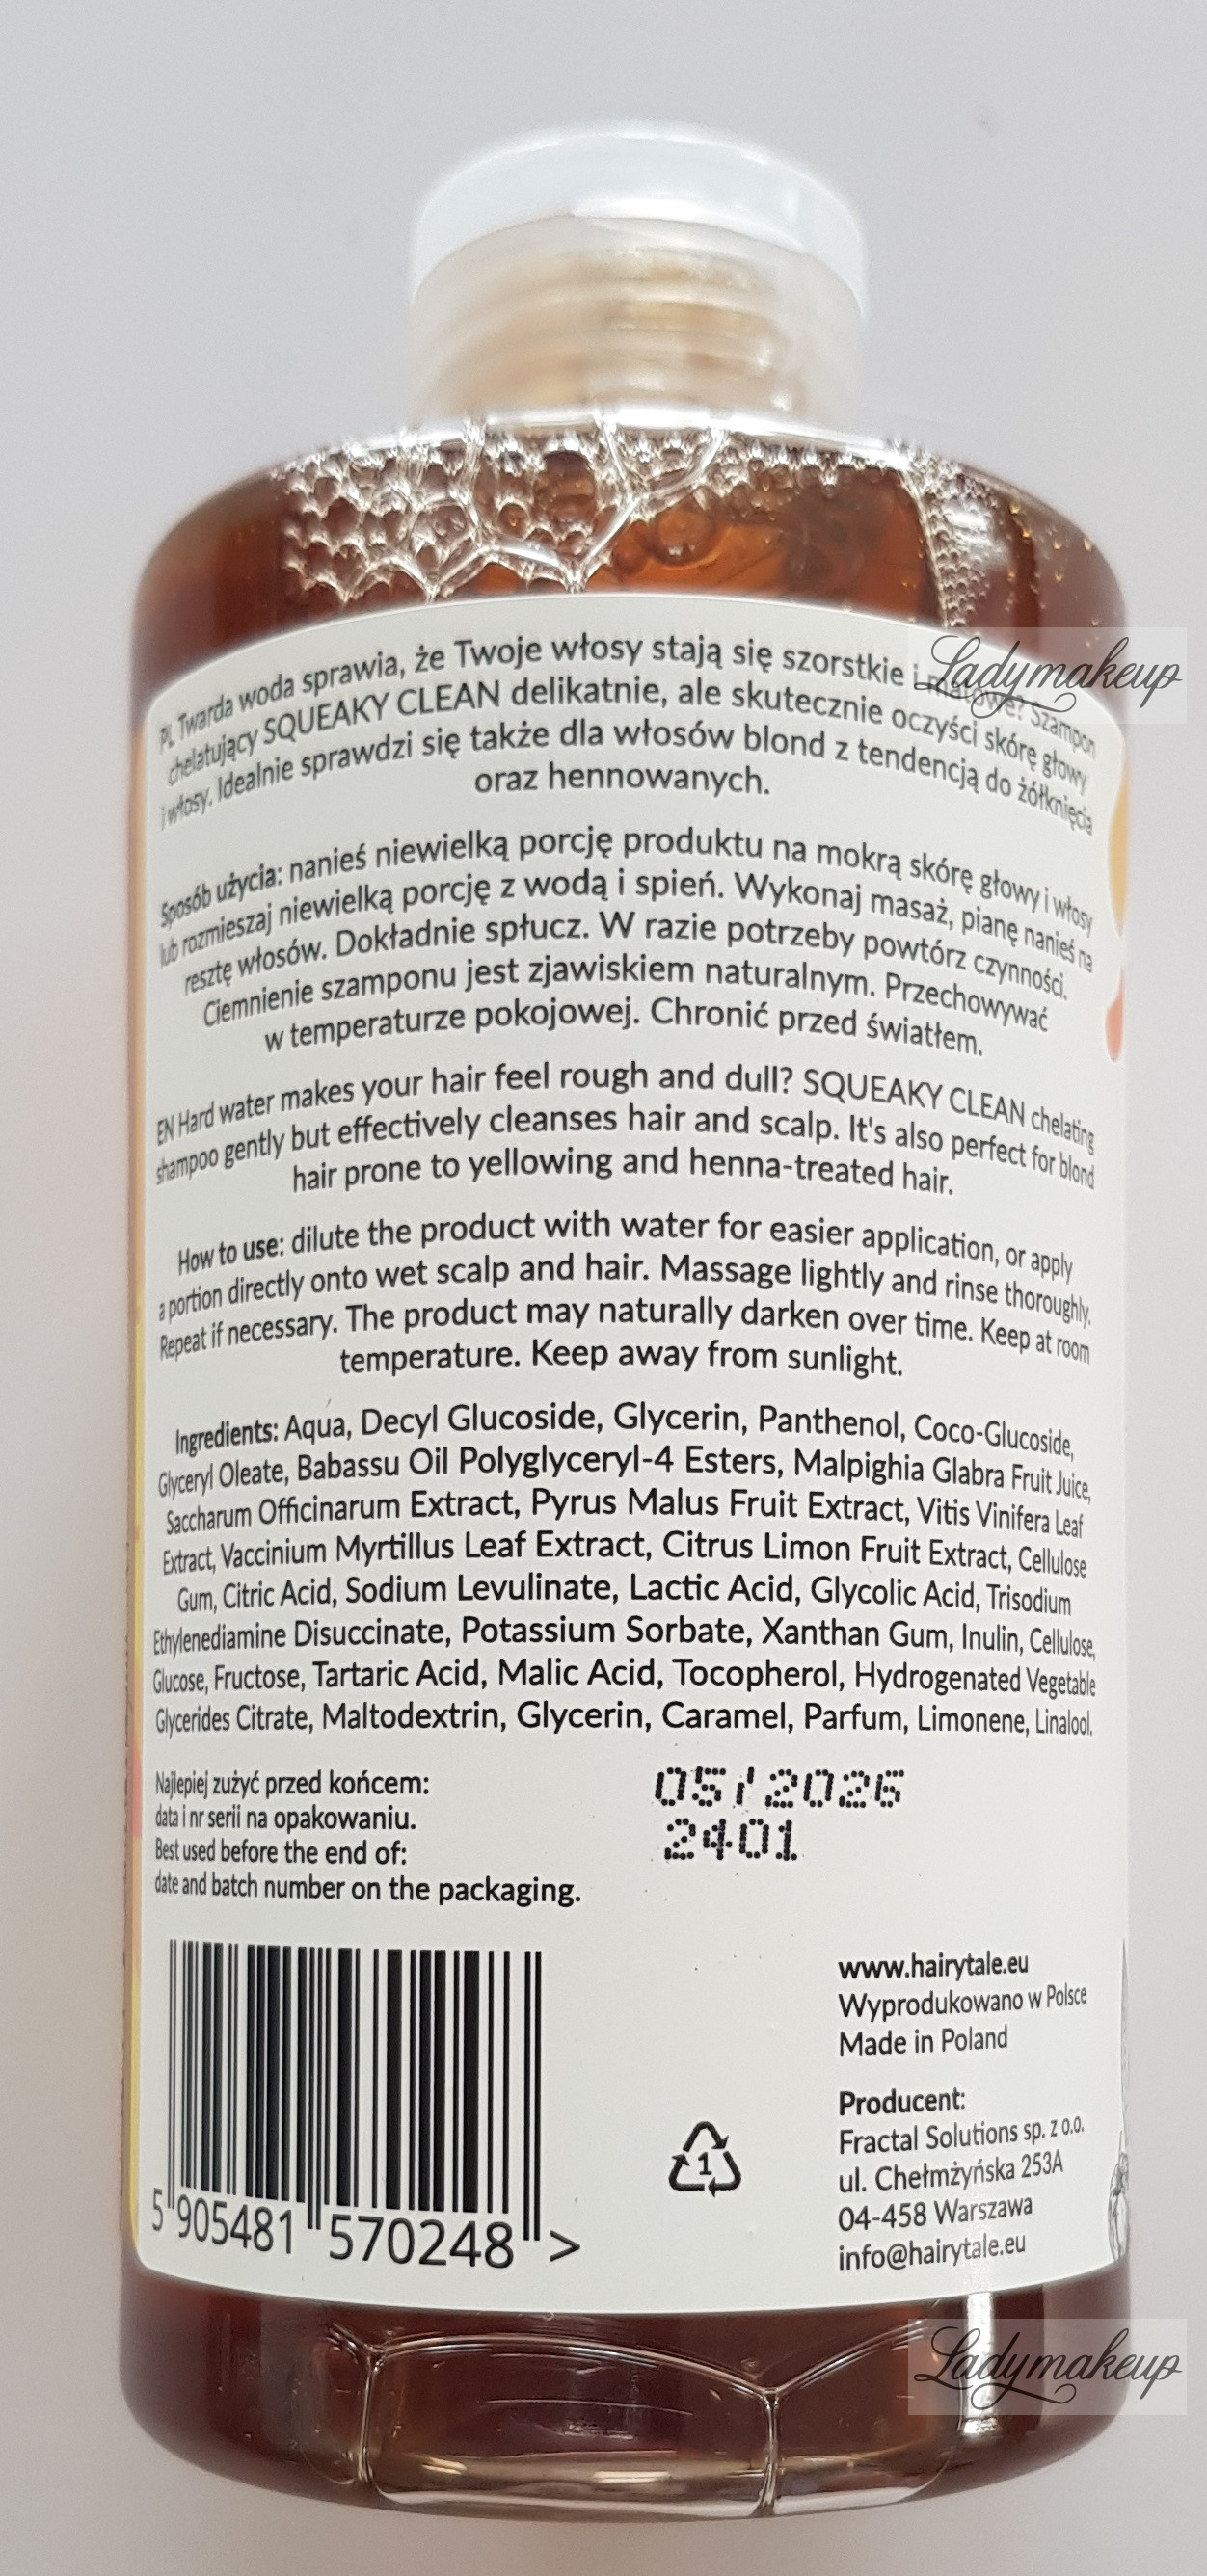 PL Twarda woda sprawia, że Twoje włosy stają się szorstkie i matowe? Szampon
chelatujący SQUEAKY CLEAN delikatnie, ale skutecznie oczyści skórę głowy
i włosy. Idealnie sprawdzi się także dla włosów blond z tendencją do żółknięcia
oraz hennowanych.
Sposób użycia: nanieś niewielką porcję produktu na mokrą skórę głowy i włosy
lub rozmieszaj niewielką porcję z wodą i spień. Wykonaj masaż, pianę nanieś na
resztę włosów. Dokładnie spłucz. W razie potrzeby powtórz czynności.
Ciemnienie szamponu jest zjawiskiem naturalnym. Przechowywać
w temperaturze pokojowej. Chronić przed światłem.
EN Hard water makes your hair feel rough and dull? SQUEAKY CLEAN chelating
shampoo gently but effectively cleanses hair and scalp. It's also perfect for blond
hair prone to yellowing and henna-treated hair.
How to use: dilute the product with water for easier application, or apply
a portion directly onto wet scalp and hair. Massage lightly and rinse thoroughly.
Repeat if necessary. The product may naturally darken over time. Keep at room
temperature. Keep away from sunlight.
Ingredients: Aqua, Decyl Glucoside, Glycerin, Panthenol, Coco-Glucoside,
Glyceryl Oleate, Babassu Oil Polyglyceryl-4 Esters, Malpighia Glabra Fruit Juice,
Saccharum Officinarum Extract, Pyrus Malus Fruit Extract, Vitis Vinifera Leaf
Extract, Vaccinium Myrtillus Leaf Extract, Citrus Limon Fruit Extract, Cellulose
Gum, Citric Acid, Sodium Levulinate, Lactic Acid, Glycolic Acid, Trisodium
Ethylenediamine Disuccinate, Potassium Sorbate, Xanthan Gum, Inulin, Cellulose,
Glucose, Fructose, Tartaric Acid, Malic Acid, Tocopherol, Hydrogenated Vegetable
Glycerides Citrate, Maltodextrin, Glycerin, Caramel, Parfum, Limonene, Linalool.
Najlepiej zużyć przed końcem:
data i nr serii na opakowaniu.
Best used before the end of:
date and batch number on the packaging.
05/2026
2401
5 905481 570248 >
1
www.hairytale.eu
Wyprodukowano w Polsce
Made in Poland
Producent:
Fractal Solutions sp. z o.o.
ul. Chełmżyńska 253A
04-458 Warszawa
info@hairytale.eu
Ladymakeup
Ladymakeup